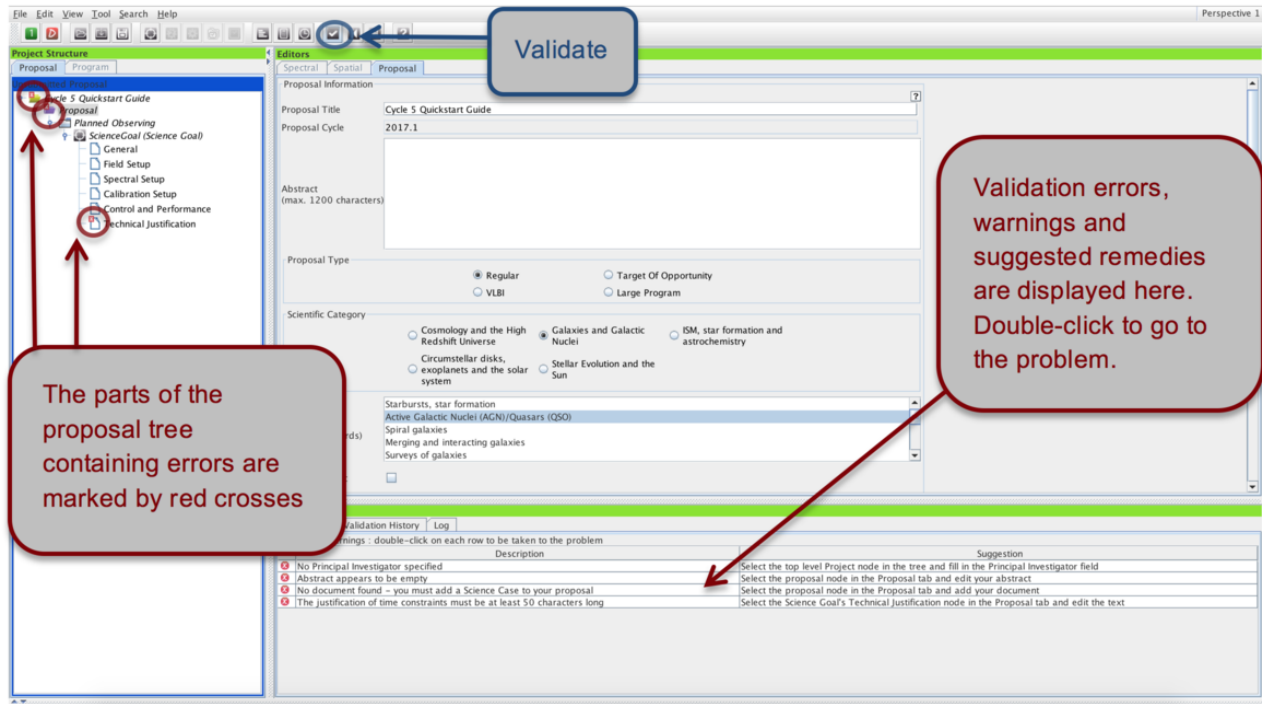 File Edit View Tool Search Help
Perspective 1
Validate
Project Structure
Proposal Program
Proposal
Cycle 5 Quickstart Guide
Proposal
Planned Observing
ScienceGoal (Science Goal)
General
Field Setup
Spectral Setup
Calibration Setup
Control and Performance
Technical Justification
Editors
Spectral Spatial Proposal
Proposal Information
?
Proposal Title Cycle 5 Quickstart Guide
Proposal Cycle 2017.1
Abstract
(max. 1200 characters)
Proposal Type
Regular Target Of Opportunity
VLBI Large Program
Scientific Category
Cosmology and the High Redshift Universe
Galaxies and Galactic Nuclei
ISM, star formation and astrochemistry
Circumstellar disks, exoplanets and the solar system
Stellar Evolution and the Sun
Starbursts, star formation
Active Galactic Nuclei (AGN)/Quasars (QSO)
Spiral galaxies
Merging and interacting galaxies
Surveys of galaxies
Validation errors,
warnings and
suggested remedies
are displayed here.
Double-click to go to
the problem.
The parts of the
proposal tree
containing errors are
marked by red crosses
Validation History Log
: double-click on each row to be taken to the problem
Description Suggestion
No Principal Investigator specified Select the top level Project node in the tree and fill in the Principal Investigator field
Abstract appears to be empty Select the proposal node in the Proposal tab and edit your abstract
No document found - you must add a Science Case to your proposal Select the proposal node in the Proposal tab and add your document
The justification of time constraints must be at least 50 characters long Select the Science Goal's Technical Justification node in the Proposal tab and edit the text